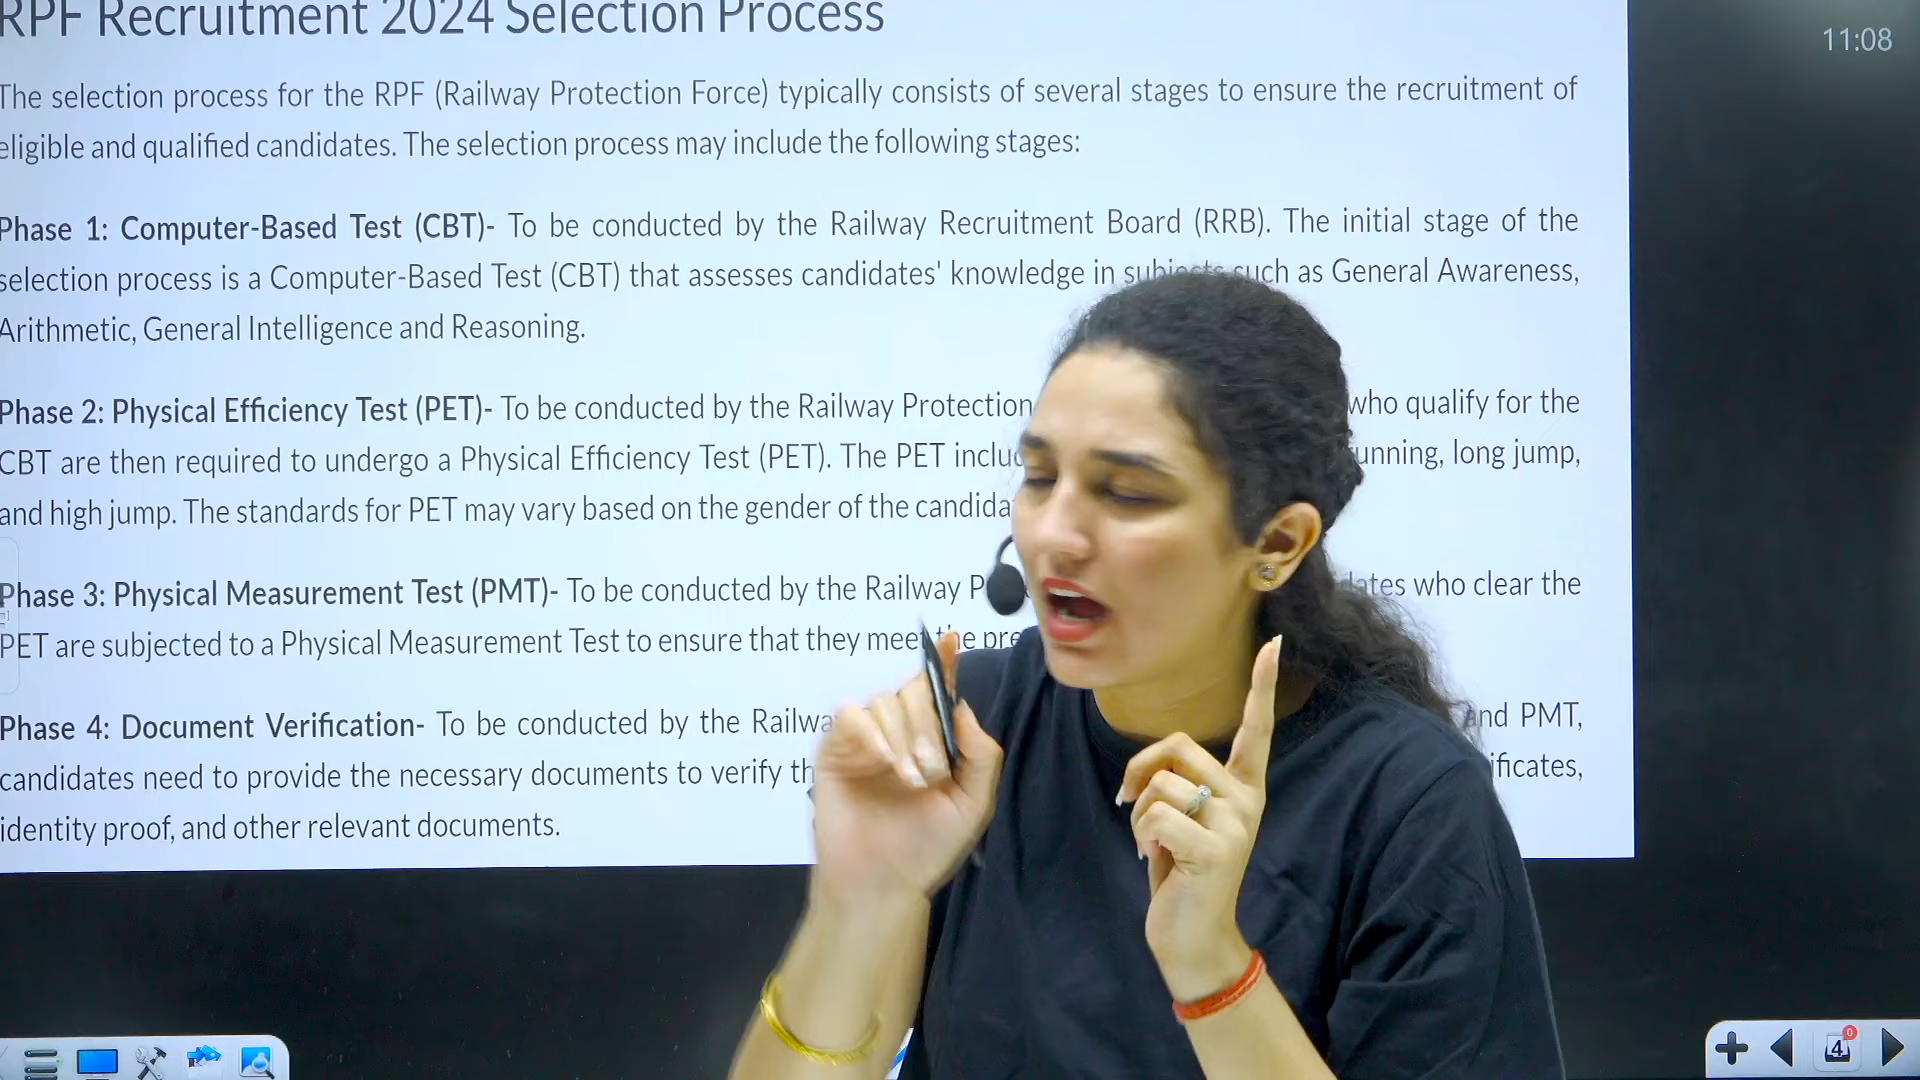 RPF Recruitment 2024 Selection Process
11:08
The selection process for the RPF (Railway Protection Force) typically consists of several stages to ensure the recruitment of
eligible and qualified candidates. The selection process may include the following stages:
Phase 1: Computer-Based Test (CBT)- To be conducted by the Railway Recruitment Board (RRB). The initial stage of the
selection process is a Computer-Based Test (CBT) that assesses candidates' knowledge in subjects such as General Awareness,
Arithmetic, General Intelligence and Reasoning.
Phase 2: Physical Efficiency Test (PET)- To be conducted by the Railway Protection who qualify for the
CBT are then required to undergo a Physical Efficiency Test (PET). The PET long jump,
and high jump. The standards for PET may vary based on the gender of the
Phase 3: Physical Measurement Test (PMT)- To be conducted by the Railway who clear the
PET are subjected to a Physical Measurement Test to ensure that they meet the
Phase 4: Document Verification- To be conducted by the and PMT,
candidates need to provide the necessary documents to verify
identity proof, and other relevant documents.
4
0